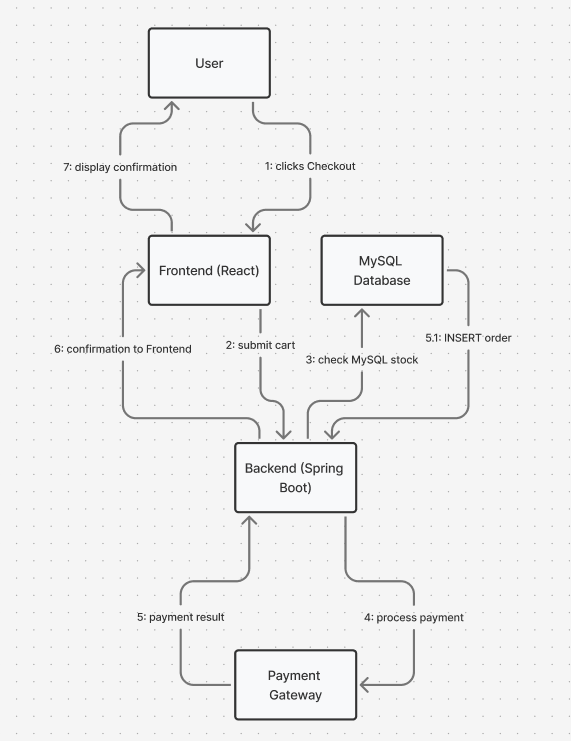 User
7: display confirmation
1: clicks Checkout
Frontend (React)
MySQL
Database
6: confirmation to Frontend
2: submit cart
3: check MySQL stock
5.1: INSERT order
Backend (Spring
Boot)
5: payment result
4: process payment
Payment
Gateway